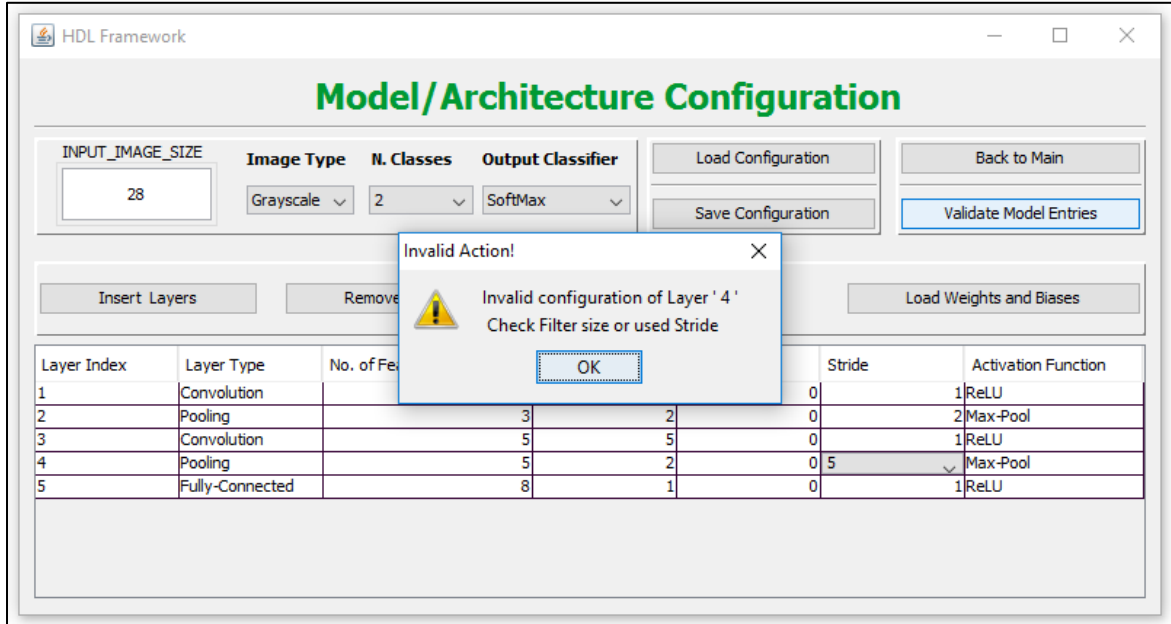 HDL Framework
Model/Architecture Configuration
INPUT_IMAGE_SIZE Image Type N. Classes Output Classifier Load Configuration Back to Main
28 Grayscale 2 SoftMax Save Configuration Validate Model Entries
Invalid Action!
Invalid configuration of Layer ' 4 '
Check Filter size or used Stride
OK
Insert Layers Remove Load Weights and Biases
Layer Index Layer Type No. of Stride Activation Function
1 Convolution 0 1 ReLU
2 Pooling 3 2 0 2 Max-Pool
3 Convolution 5 5 0 1 ReLU
4 Pooling 5 2 0 5 Max-Pool
5 Fully-Connected 8 1 0 1 ReLU